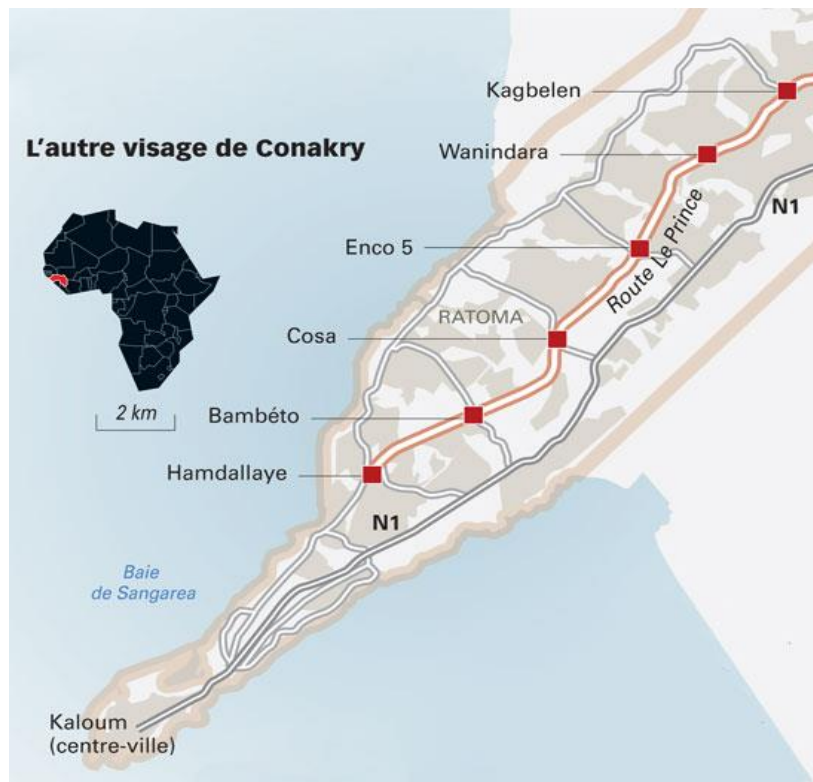 L'autre visage de Conakry
2 km
Kagbelen
Wanindara
N1
Route Le Prince
Enco 5
RATOMA
Cosa
Bambéto
Hamdallaye
N1
Baie
de Sangarea
Kaloum
(centre-ville)